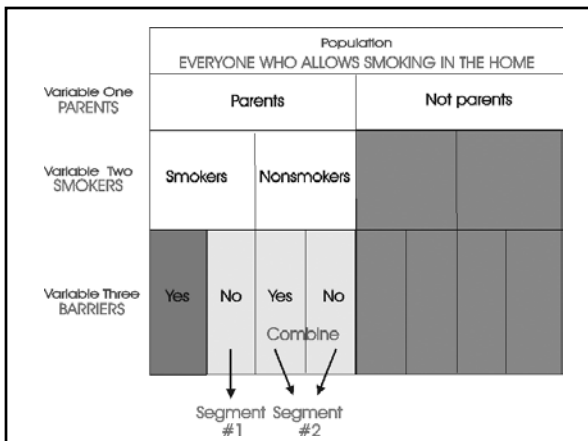 Population
EVERYONE WHO ALLOWS SMOKING IN THE HOME
Variable One
PARENTS
Parents
Not parents
Variable Two
SMOKERS
Smokers
Nonsmokers
Variable Three
BARRIERS
Yes
No
Yes
No
Combine
Segment
#1
Segment
#2